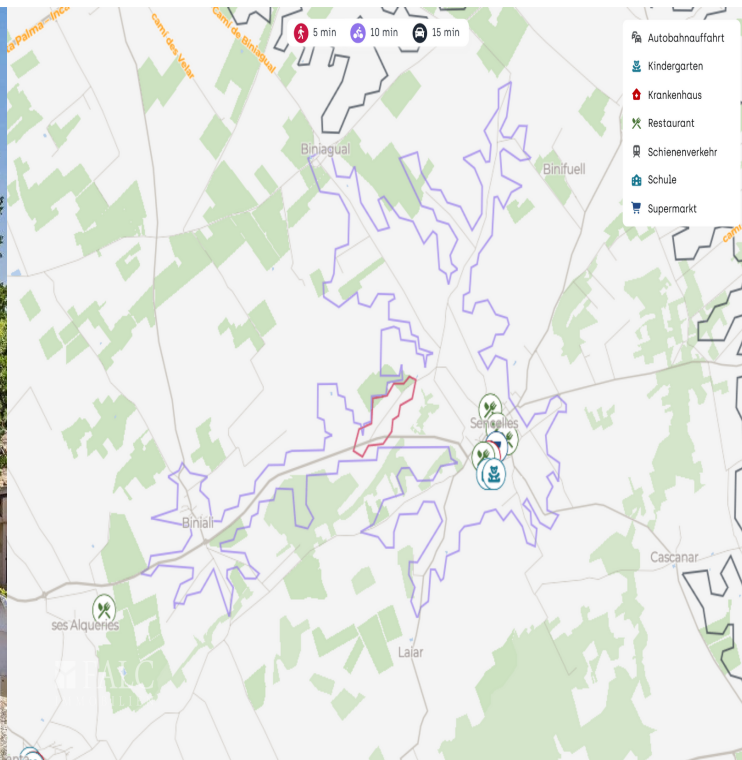 5 min 10 min 15 min
Autobahnauffahrt
Kindergarten
Krankenhaus
Restaurant
Schienenverkehr
Schule
Supermarkt
camí des Velar
camí de Biniagual
Biniagual
Binifuell
Sencelles
Biniali
Cascanar
ses Alqueries
Laiar
FALC